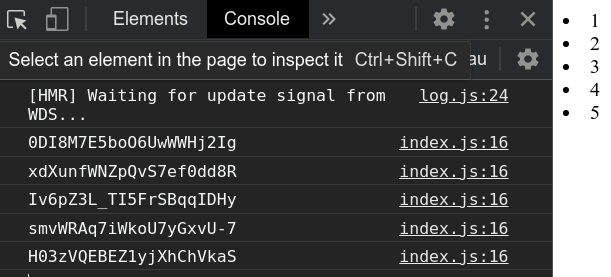 Elements Console »
Select an element in the page to inspect it Ctrl+Shift+C au
[HMR] Waiting for update signal from log.js:24
WDS...
0DI8M7E5boO6UwWWHj2Ig index.js:16
xdXunfWNZpQvS7ef0dd8R index.js:16
Iv6pZ3L_TI5FrSBqqIDHy index.js:16
smvWRAq7iWkoU7yGxvU-7 index.js:16
H03zVQEBEZ1yjXhChVkaS index.js:16
• 1
• 2
• 3
• 4
• 5